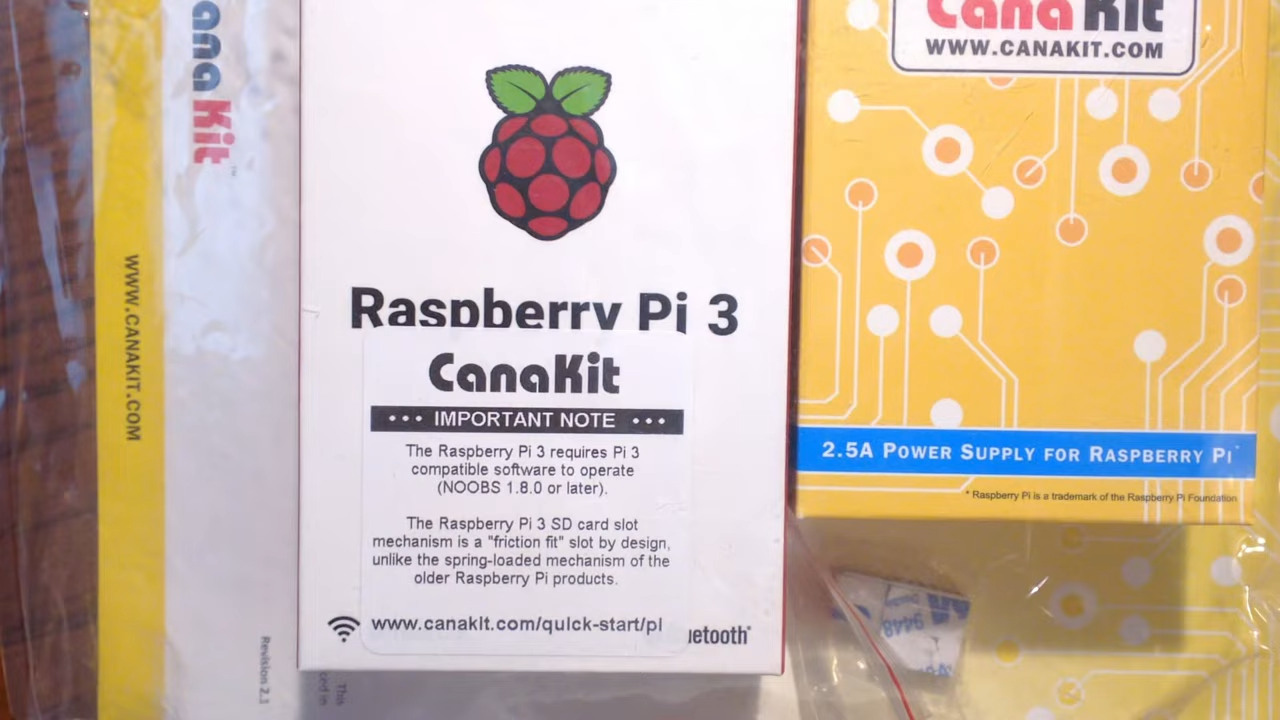 ana Kit™
WWW.CANAKIT.COM
Revision 2.1
This
Raspberry Pi 3
CanaKit
••• IMPORTANT NOTE •••
The Raspberry Pi 3 requires Pi 3
compatible software to operate
(NOOBS 1.8.0 or later).
The Raspberry Pi 3 SD card slot
mechanism is a "friction fit" slot by design,
unlike the spring-loaded mechanism of the
older Raspberry Pi products.
www.canakit.com/quick-start/pi
uetooth®
CanaKit
WWW.CANAKIT.COM
2.5A POWER SUPPLY FOR RASPBERRY PI*
* Raspberry Pi is a trademark of the Raspberry Pi Foundation
9448